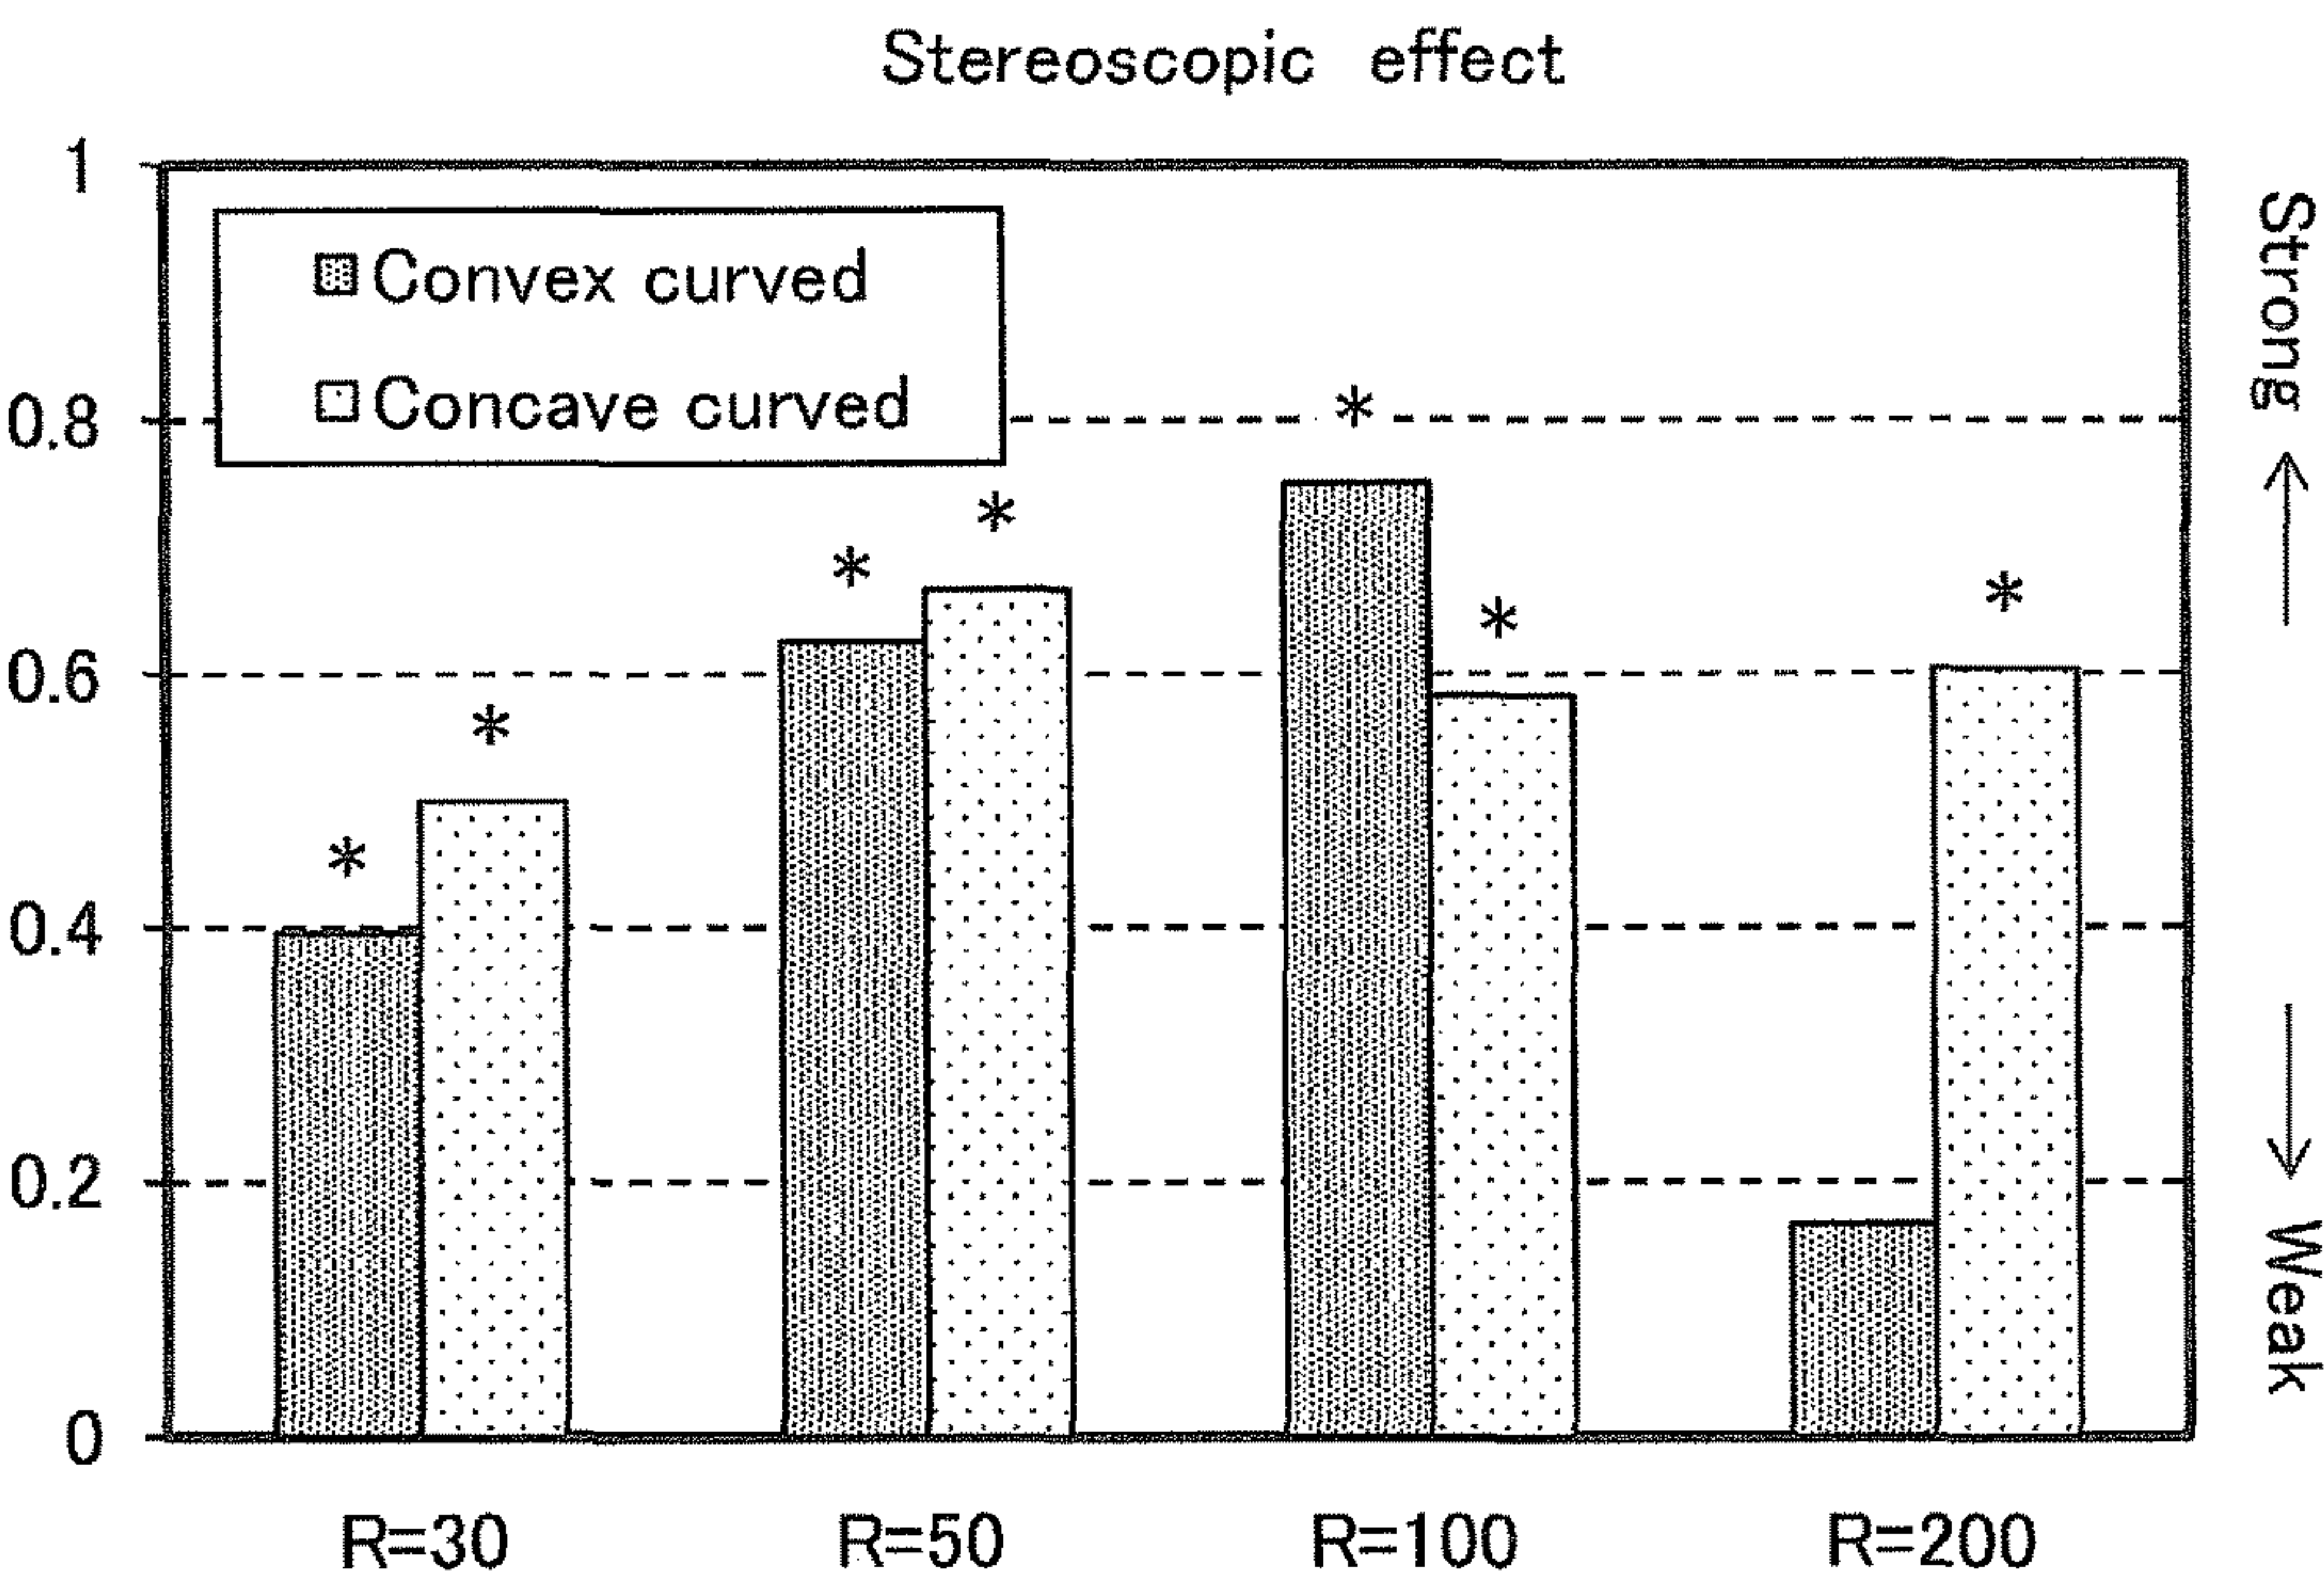 Stereoscopic effect
1
0.8
0.6
0.4
0.2
0
Convex curved
Concave curved
*
*
*
*
*
*
*
R=30
R=50
R=100
R=200
Strong
Weak